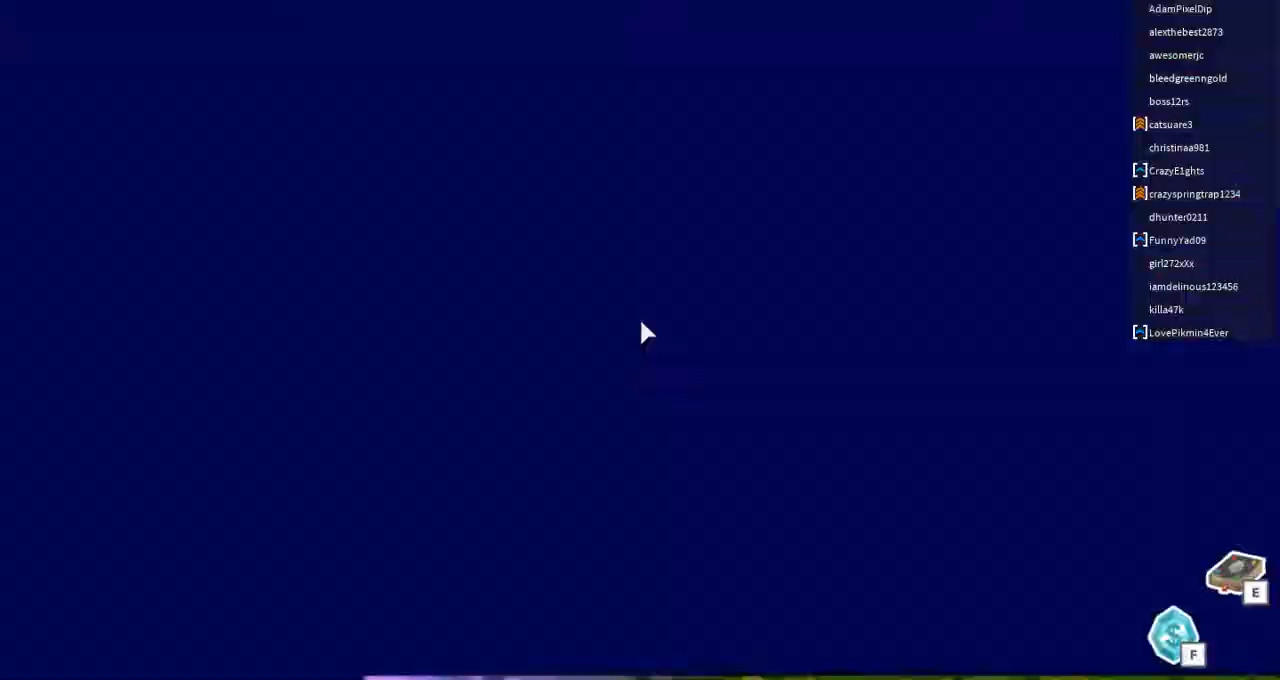 AdamPixelDip
alexthebest2873
awesomerjc
bleedgreenngold
boss12rs
catsuare3
christinaa981
CrazyE1ghts
crazyspringtrap1234
dhunter0211
FunnyYad09
girl272xXx
iamdelinous123456
killa47k
LovePikmin4Ever
E
$
F